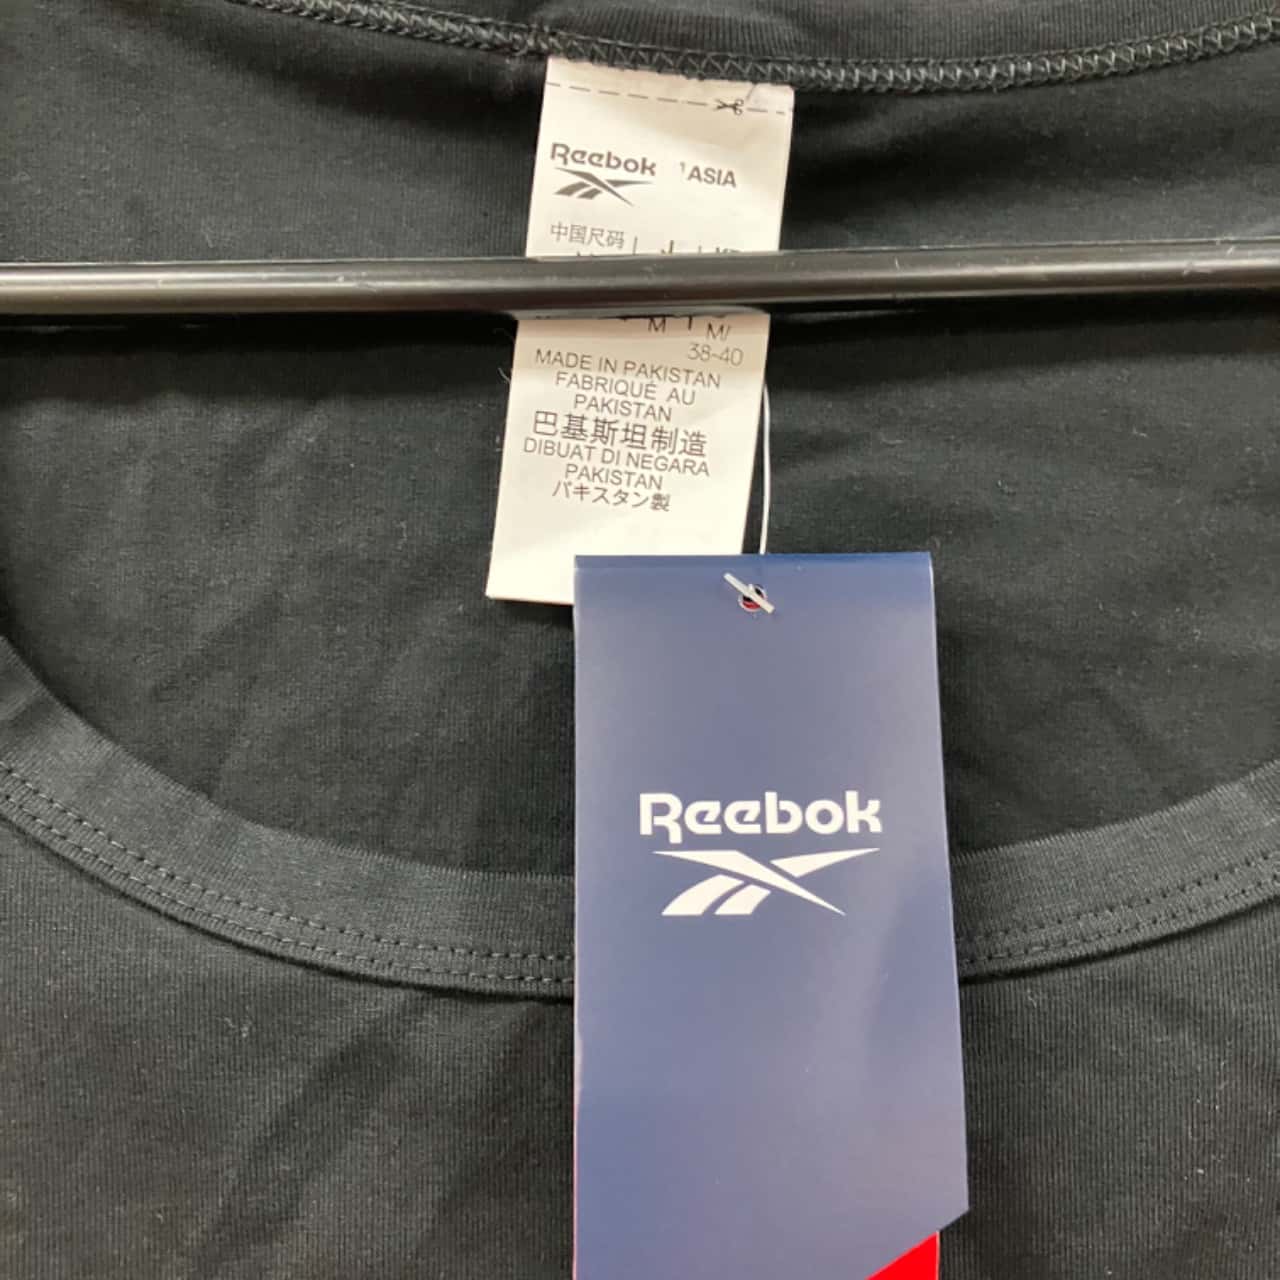 Reebok ASIA
中国尺码
M M/
38-40
MADE IN PAKISTAN
FABRIQUÉ AU
PAKISTAN
巴基斯坦制造
DIBUAT DI NEGARA
PAKISTAN
パキスタン製
Reebok